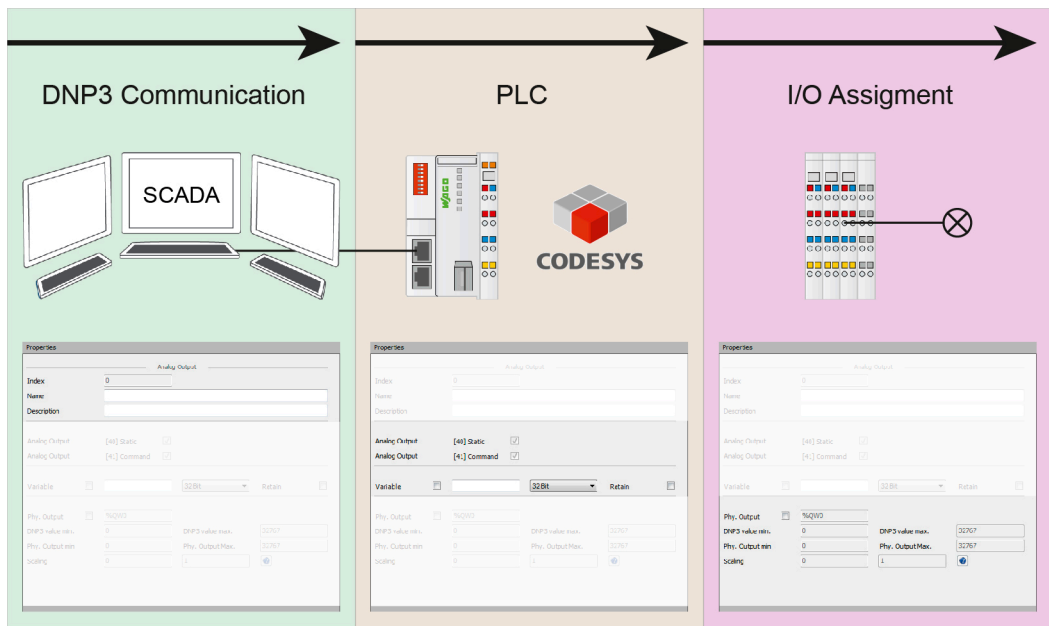 DNP3 Communication
PLC
I/O Assigment
SCADA
WAGO
CODESYS
Properties
Analog Output
Index 0
Name
Description
Analog Output [40] Static
Analog Output [41] Command
Variable 32 Bit Retain
Phy. Output %QW0
DNP3 value min. 0 DNP3 value max. 32767
Phy. Output min 0 Phy. Output Max. 32767
Scaling 0 1
Properties
Analog Output
Index 0
Name
Description
Analog Output [40] Static
Analog Output [41] Command
Variable 32 Bit Retain
Phy. Output %QW0
DNP3 value min. 0 DNP3 value max. 32767
Phy. Output min 0 Phy. Output Max. 32767
Scaling 0 1
Properties
Analog Output
Index 0
Name
Description
Analog Output [40] Static
Analog Output [41] Command
Variable 32 Bit Retain
Phy. Output %QW0
DNP3 value min. 0 DNP3 value max. 32767
Phy. Output min 0 Phy. Output Max. 32767
Scaling 0 1